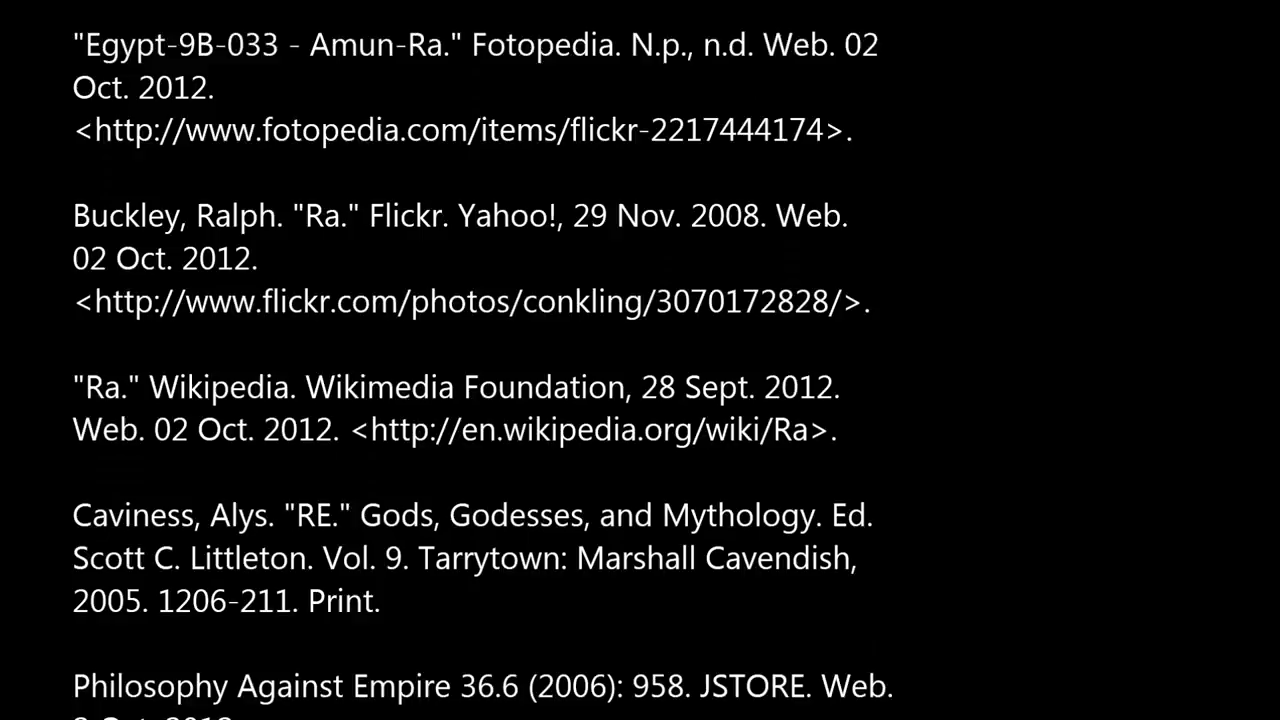 "Egypt-9B-033 - Amun-Ra." Fotopedia. N.p., n.d. Web. 02
Oct. 2012.
<http://www.fotopedia.com/items/flickr-2217444174>.
Buckley, Ralph. "Ra." Flickr. Yahoo!, 29 Nov. 2008. Web.
02 Oct. 2012.
<http://www.flickr.com/photos/conkling/3070172828/>.
"Ra." Wikipedia. Wikimedia Foundation, 28 Sept. 2012.
Web. 02 Oct. 2012. <http://en.wikipedia.org/wiki/Ra>.
Caviness, Alys. "RE." Gods, Godesses, and Mythology. Ed.
Scott C. Littleton. Vol. 9. Tarrytown: Marshall Cavendish,
2005. 1206-211. Print.
Philosophy Against Empire 36.6 (2006): 958. JSTORE. Web.